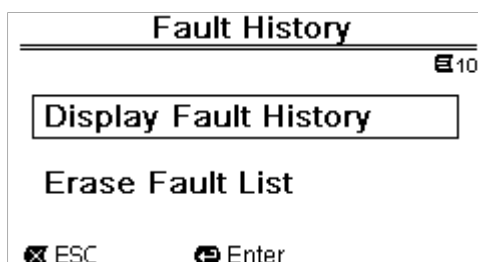 Fault History
10
Display Fault History
Erase Fault List
ESC Enter